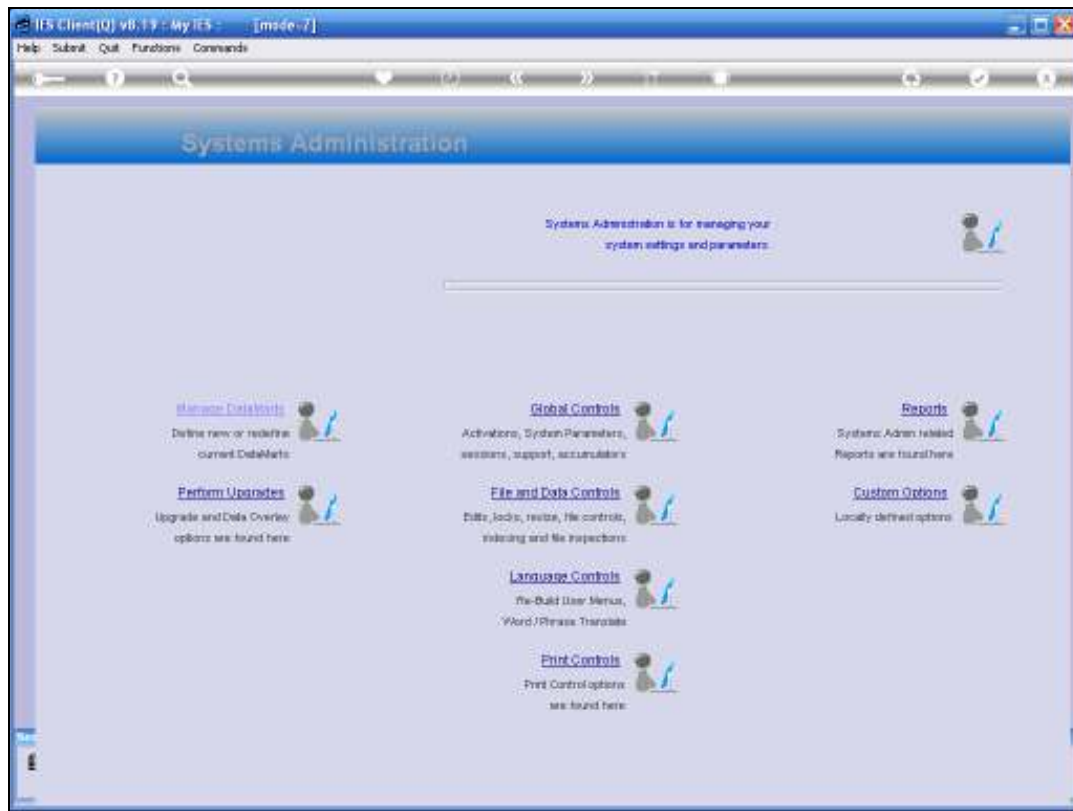 IES Client(Q) v8.19 : My IES : [mode-7]
Help Submit Quit Functions Commands
Systems Administration
Systems Administration is for managing your
system settings and parameters.
Manage DataMarts
Define new or redefine
current DataMarts
Global Controls
Activations, System Parameters,
sessions, support, accumulators
Reports
Systems Admin related
Reports are found here
Perform Upgrades
Upgrade and Data Overlay
options are found here
File and Data Controls
Edits, locks, resize, file controls,
indexing and file inspections
Custom Options
Locally defined options
Language Controls
Re-Build User Menus,
Word / Phrase Translate
Print Controls
Print Control options
are found here